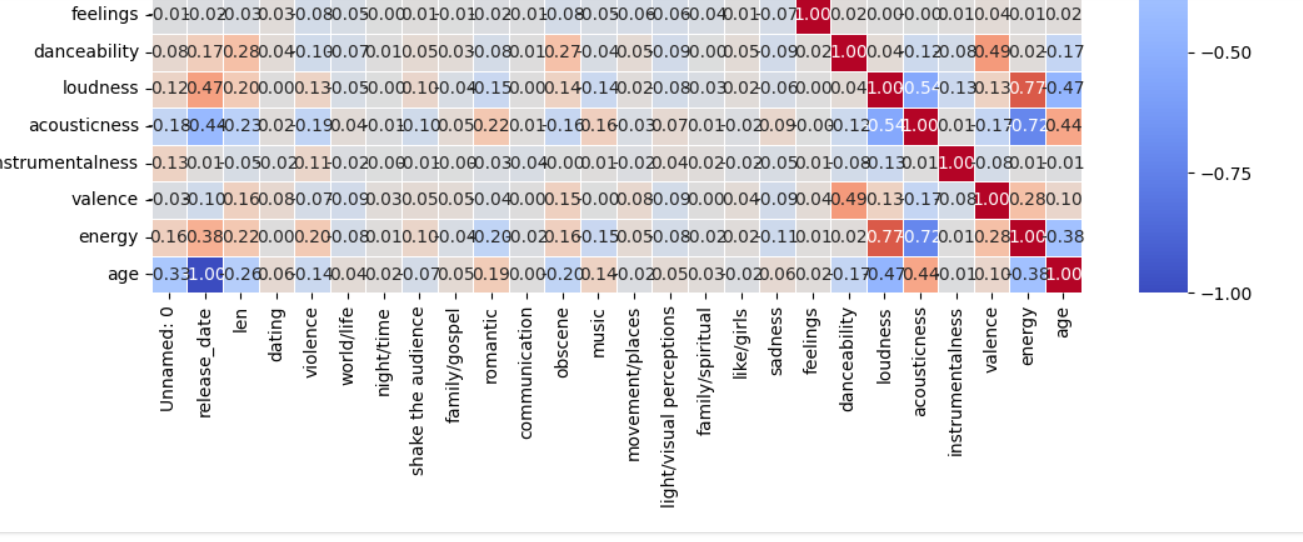 feelings -0.01 -0.02 -0.03 0.03 -0.08 -0.05 -0.00 0.01 -0.01 -0.02 0.01 -0.08 -0.05 -0.06 -0.06 -0.04 0.01 -0.07 1.00 0.02 0.00 -0.00 0.01 0.04 0.01 0.02
−0.50
danceability -0.08 0.17 0.28 0.04 -0.10 -0.07 0.01 0.05 0.03 -0.08 0.01 0.27 -0.04 0.05 -0.09 0.00 -0.05 -0.09 0.02 1.00 0.04 -0.12 -0.08 0.49 0.02 -0.17
loudness -0.12 0.47 0.20 0.00 0.13 -0.03 0.00 0.10 -0.04 -0.15 0.00 0.14 -0.14 0.02 -0.08 0.03 0.02 -0.06 0.00 0.04 1.00 -0.54 -0.13 0.13 0.77 -0.47
acousticness -0.18 -0.44 -0.23 0.02 -0.19 0.04 -0.01 -0.10 0.05 0.22 0.01 -0.16 0.16 -0.03 0.07 0.01 -0.02 0.09 -0.00 -0.12 -0.54 1.00 0.01 -0.17 -0.72 0.44
−0.75
nstrumentalness -0.13 0.01 -0.05 -0.02 0.11 -0.02 0.00 -0.01 -0.00 -0.03 -0.04 -0.00 0.01 -0.02 0.04 -0.02 -0.02 -0.05 0.01 -0.08 -0.13 0.01 1.00 -0.08 0.01 -0.01
valence -0.03 -0.10 0.16 0.08 -0.07 -0.09 0.03 0.05 0.05 -0.04 0.00 0.15 -0.00 0.08 -0.09 0.00 0.04 -0.09 0.04 0.49 0.13 -0.17 -0.08 1.00 0.28 0.10
energy -0.16 0.38 0.22 0.00 0.20 -0.08 0.01 0.10 -0.04 -0.20 -0.02 0.16 -0.15 0.05 -0.08 0.02 0.02 -0.11 0.01 0.02 0.77 -0.72 0.01 0.28 1.00 -0.38
age -0.33 -1.00 -0.26 0.06 -0.14 0.04 -0.02 -0.07 0.05 0.19 0.00 -0.20 0.14 -0.02 0.05 0.03 -0.02 0.06 0.02 -0.17 -0.47 0.44 -0.01 0.10 -0.38 1.00
−1.00
Unnamed: 0
release_date
len
dating
violence
world/life
night/time
shake the audience
family/gospel
romantic
communication
obscene
music
movement/places
light/visual perceptions
family/spiritual
like/girls
sadness
feelings
danceability
loudness
acousticness
instrumentalness
valence
energy
age